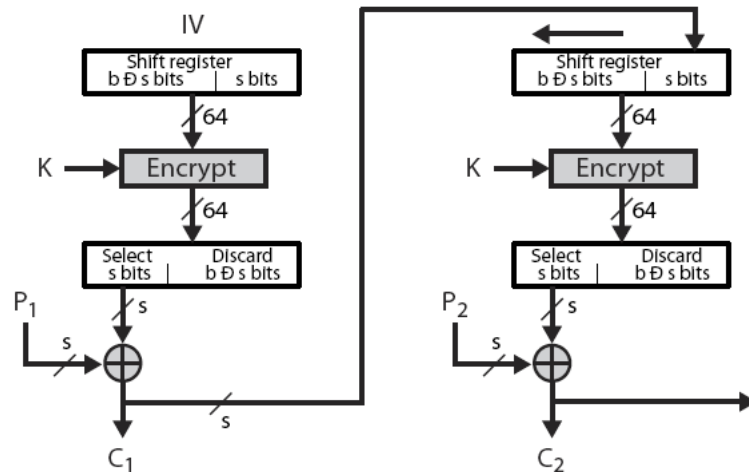 IV
Shift register
b Đ s bits | s bits
64
K
Encrypt
64
Select Discard
s bits | b Đ s bits
P1
s
s
s
C1
Shift register
b Đ s bits | s bits
64
K
Encrypt
64
Select Discard
s bits | b Đ s bits
P2
s
s
C2